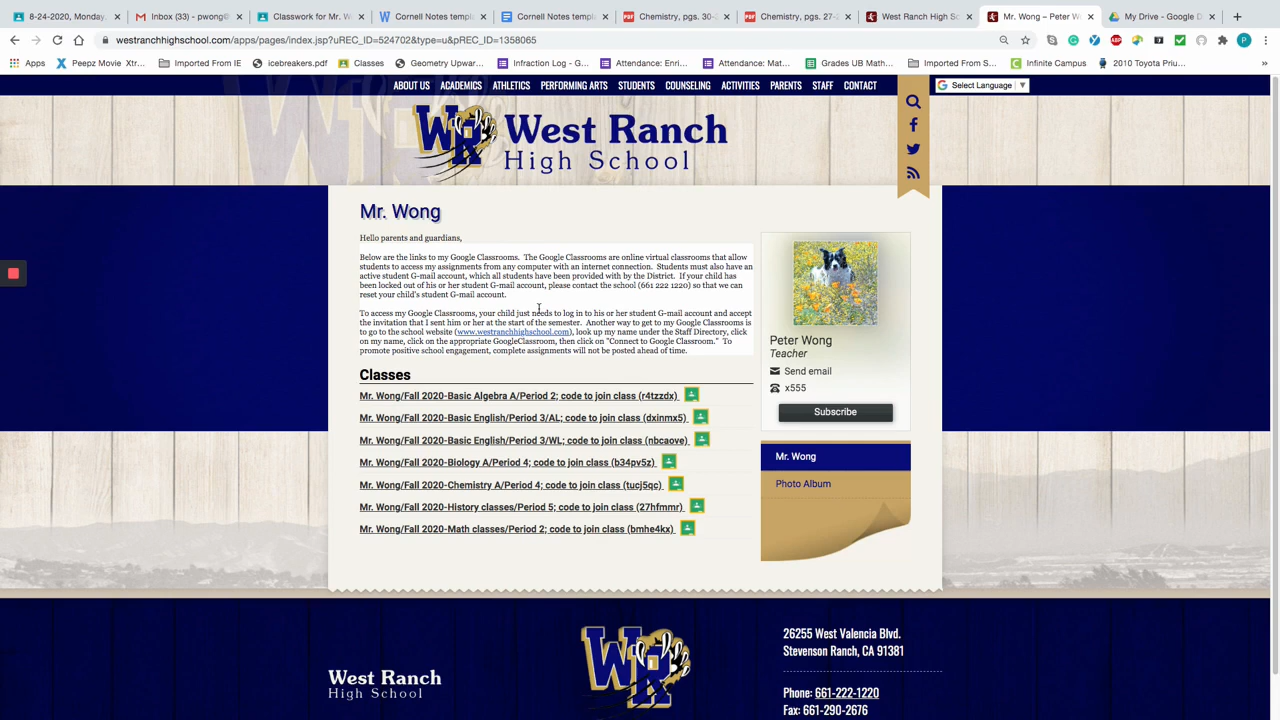 8-24-2020, Monday
Inbox (33) - pwong@
Classwork for Mr. W
Cornell Notes templ
Cornell Notes temp
Chemistry, pgs. 30-
Chemistry, pgs. 27-
West Ranch High Sc
Mr. Wong – Peter W
My Drive - Google D
westranchhighschool.com/apps/pages/index.jsp?uREC_ID=524702&type=u&pREC_ID=1358065
Apps
Peepz Movie Xtr...
Imported From IE
icebreakers.pdf
Classes
Geometry Upwar...
Infraction Log - G...
Attendance: Enri...
Attendance: Mat...
Grades UB Math...
Imported From S...
Infinite Campus
2010 Toyota Priu...
ABOUT US ACADEMICS ATHLETICS PERFORMING ARTS STUDENTS COUNSELING ACTIVITIES PARENTS STAFF CONTACT
Select Language
WR
West Ranch
High School
Mr. Wong
Hello parents and guardians,
Below are the links to my Google Classrooms. The Google Classrooms are online virtual classrooms that allow
students to access my assignments from any computer with an internet connection. Students must also have an
active student G-mail account, which all students have been provided with by the District. If your child has
been locked out of his or her student G-mail account, please contact the school (661 222 1220) so that we can
reset your child's student G-mail account.
To access my Google Classrooms, your child just needs to log in to his or her student G-mail account and accept
the invitation that I sent him or her at the start of the semester. Another way to get to my Google Classrooms is
to go to the school website (www.westranchhighschool.com), look up my name under the Staff Directory, click
on my name, click on the appropriate GoogleClassroom, then click on "Connect to Google Classroom." To
promote positive school engagement, complete assignments will not be posted ahead of time.
Classes
Mr. Wong/Fall 2020-Basic Algebra A/Period 2; code to join class (r4tzzdx)
Mr. Wong/Fall 2020-Basic English/Period 3/AL; code to join class (dxinmx5)
Mr. Wong/Fall 2020-Basic English/Period 3/WL; code to join class (nbcaove)
Mr. Wong/Fall 2020-Biology A/Period 4; code to join class (b34pv5z)
Mr. Wong/Fall 2020-Chemistry A/Period 4; code to join class (tucj5qc)
Mr. Wong/Fall 2020-History classes/Period 5; code to join class (27hfmmr)
Mr. Wong/Fall 2020-Math classes/Period 2; code to join class (bmhe4kx)
Peter Wong
Teacher
Send email
x555
Subscribe
Mr. Wong
Photo Album
West Ranch
High School
WR
26255 West Valencia Blvd.
Stevenson Ranch, CA 91381
Phone: 661-222-1220
Fax: 661-290-2676